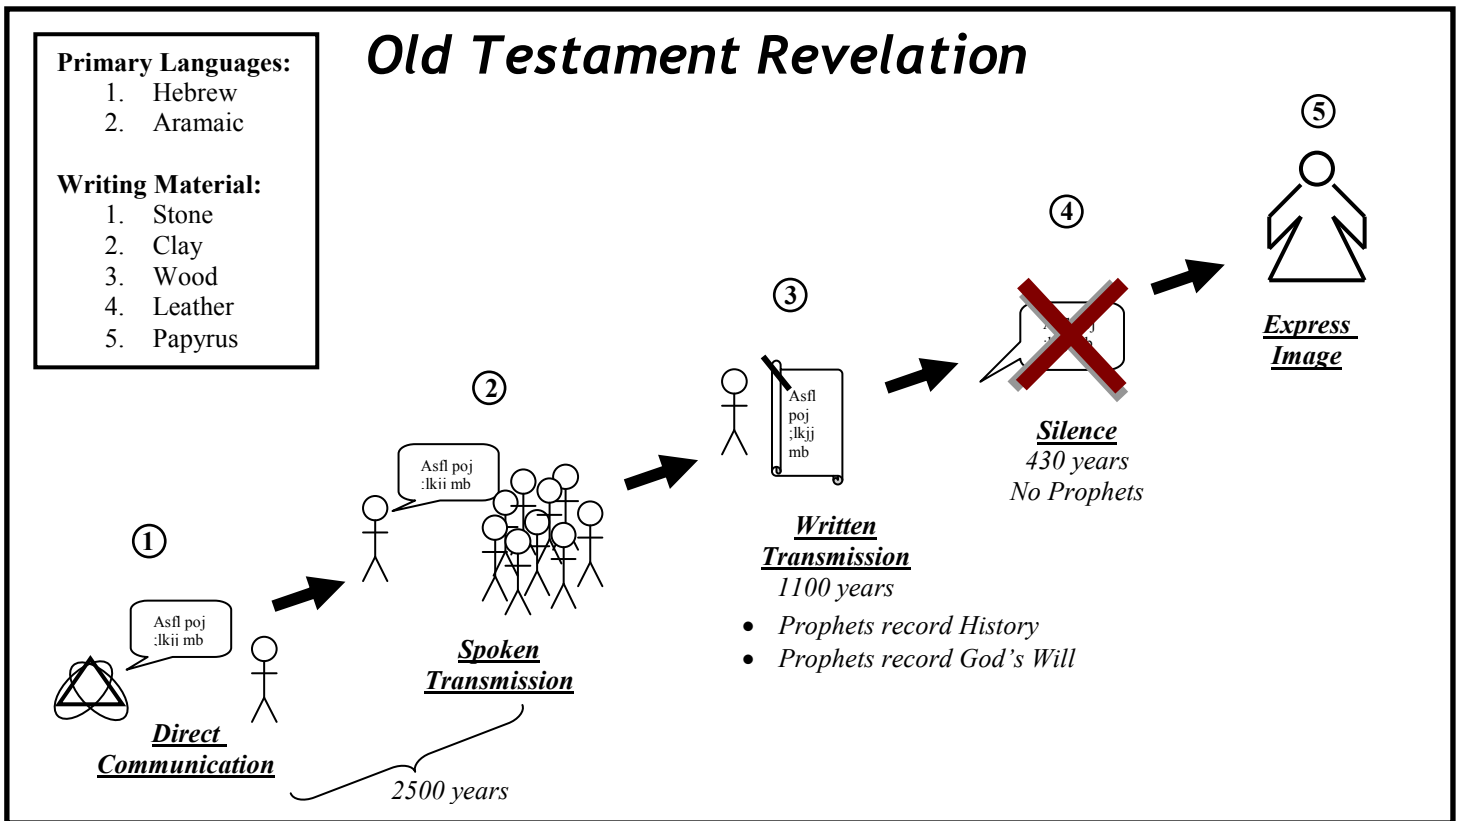 Old Testament Revelation
Primary Languages:
1. Hebrew
2. Aramaic
Writing Material:
1. Stone
2. Clay
3. Wood
4. Leather
5. Papyrus
1
Asfl poj
;lkjj mb
Direct
Communication
2
Asfl poj
;lkjj mb
Spoken
Transmission
2500 years
3
Asfl
poj
;lkjj
mb
Written
Transmission
1100 years
• Prophets record History
• Prophets record God’s Will
4
Silence
430 years
No Prophets
5
Express
Image